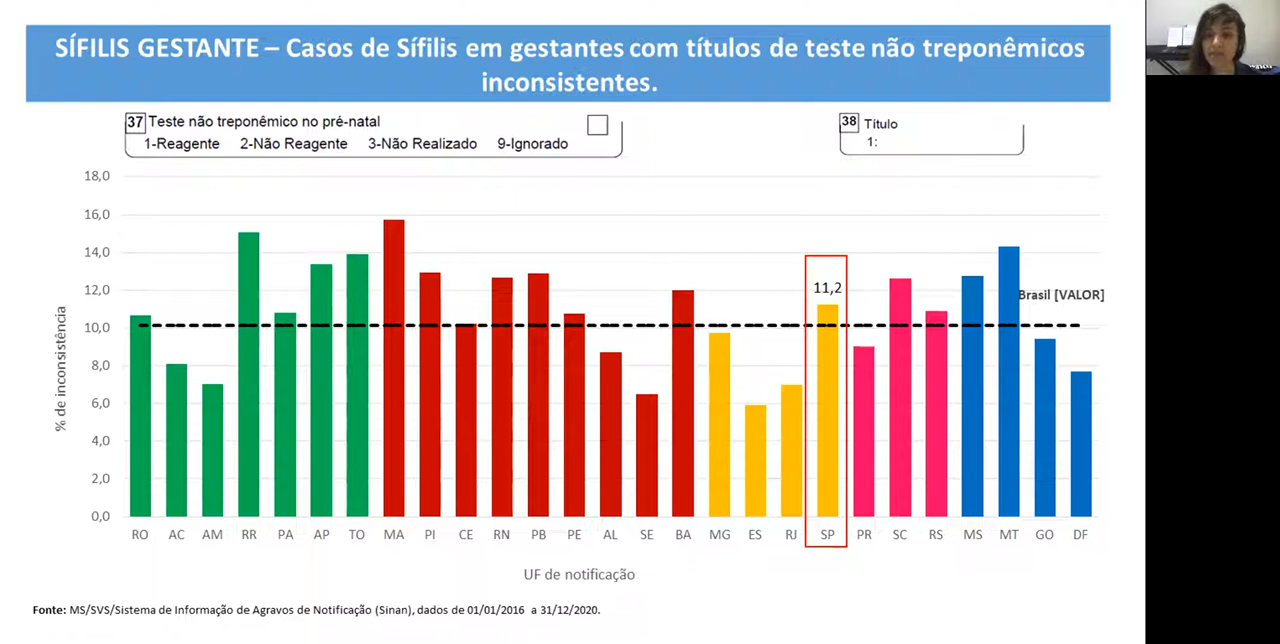 SÍFILIS GESTANTE – Casos de Sífilis em gestantes com títulos de teste não treponêmicos
inconsistentes.
37 Teste não treponêmico no pré-natal
1-Reagente 2-Não Reagente 3-Não Realizado 9-Ignorado
38 Título
1:
18,0
16,0
14,0
12,0
10,0
8,0
6,0
4,0
2,0
0,0
% de inconsistência
11,2
Brasil [VALOR]
RO AC AM RR PA AP TO MA PI CE RN PB PE AL SE BA MG ES RJ SP PR SC RS MS MT GO DF
UF de notificação
Fonte: MS/SVS/Sistema de Informação de Agravos de Notificação (Sinan), dados de 01/01/2016 a 31/12/2020.